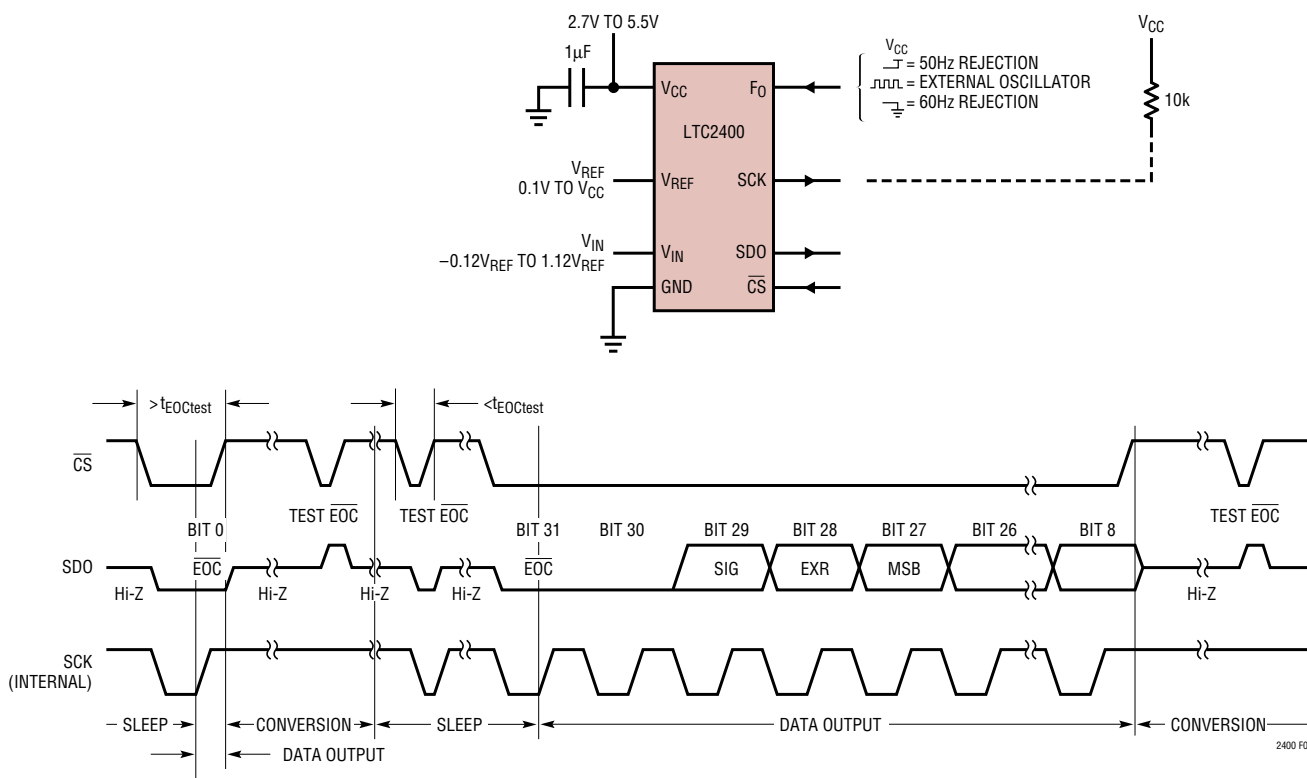 2.7V TO 5.5V
1µF
VCC
FO
LTC2400
VREF
0.1V TO VCC
VREF
SCK
VIN
−0.12VREF TO 1.12VREF
VIN
SDO
GND
CS
VCC
= 50Hz REJECTION
= EXTERNAL OSCILLATOR
= 60Hz REJECTION
VCC
10k
>tEOCtest
<tEOCtest
CS
TEST EOC
TEST EOC
TEST EOC
BIT 0
BIT 31
BIT 30
BIT 29
BIT 28
BIT 27
BIT 26
BIT 8
SDO
EOC
EOC
SIG
EXR
MSB
Hi-Z
Hi-Z
Hi-Z
Hi-Z
Hi-Z
SCK
(INTERNAL)
SLEEP
CONVERSION
SLEEP
DATA OUTPUT
CONVERSION
DATA OUTPUT
2400 F0